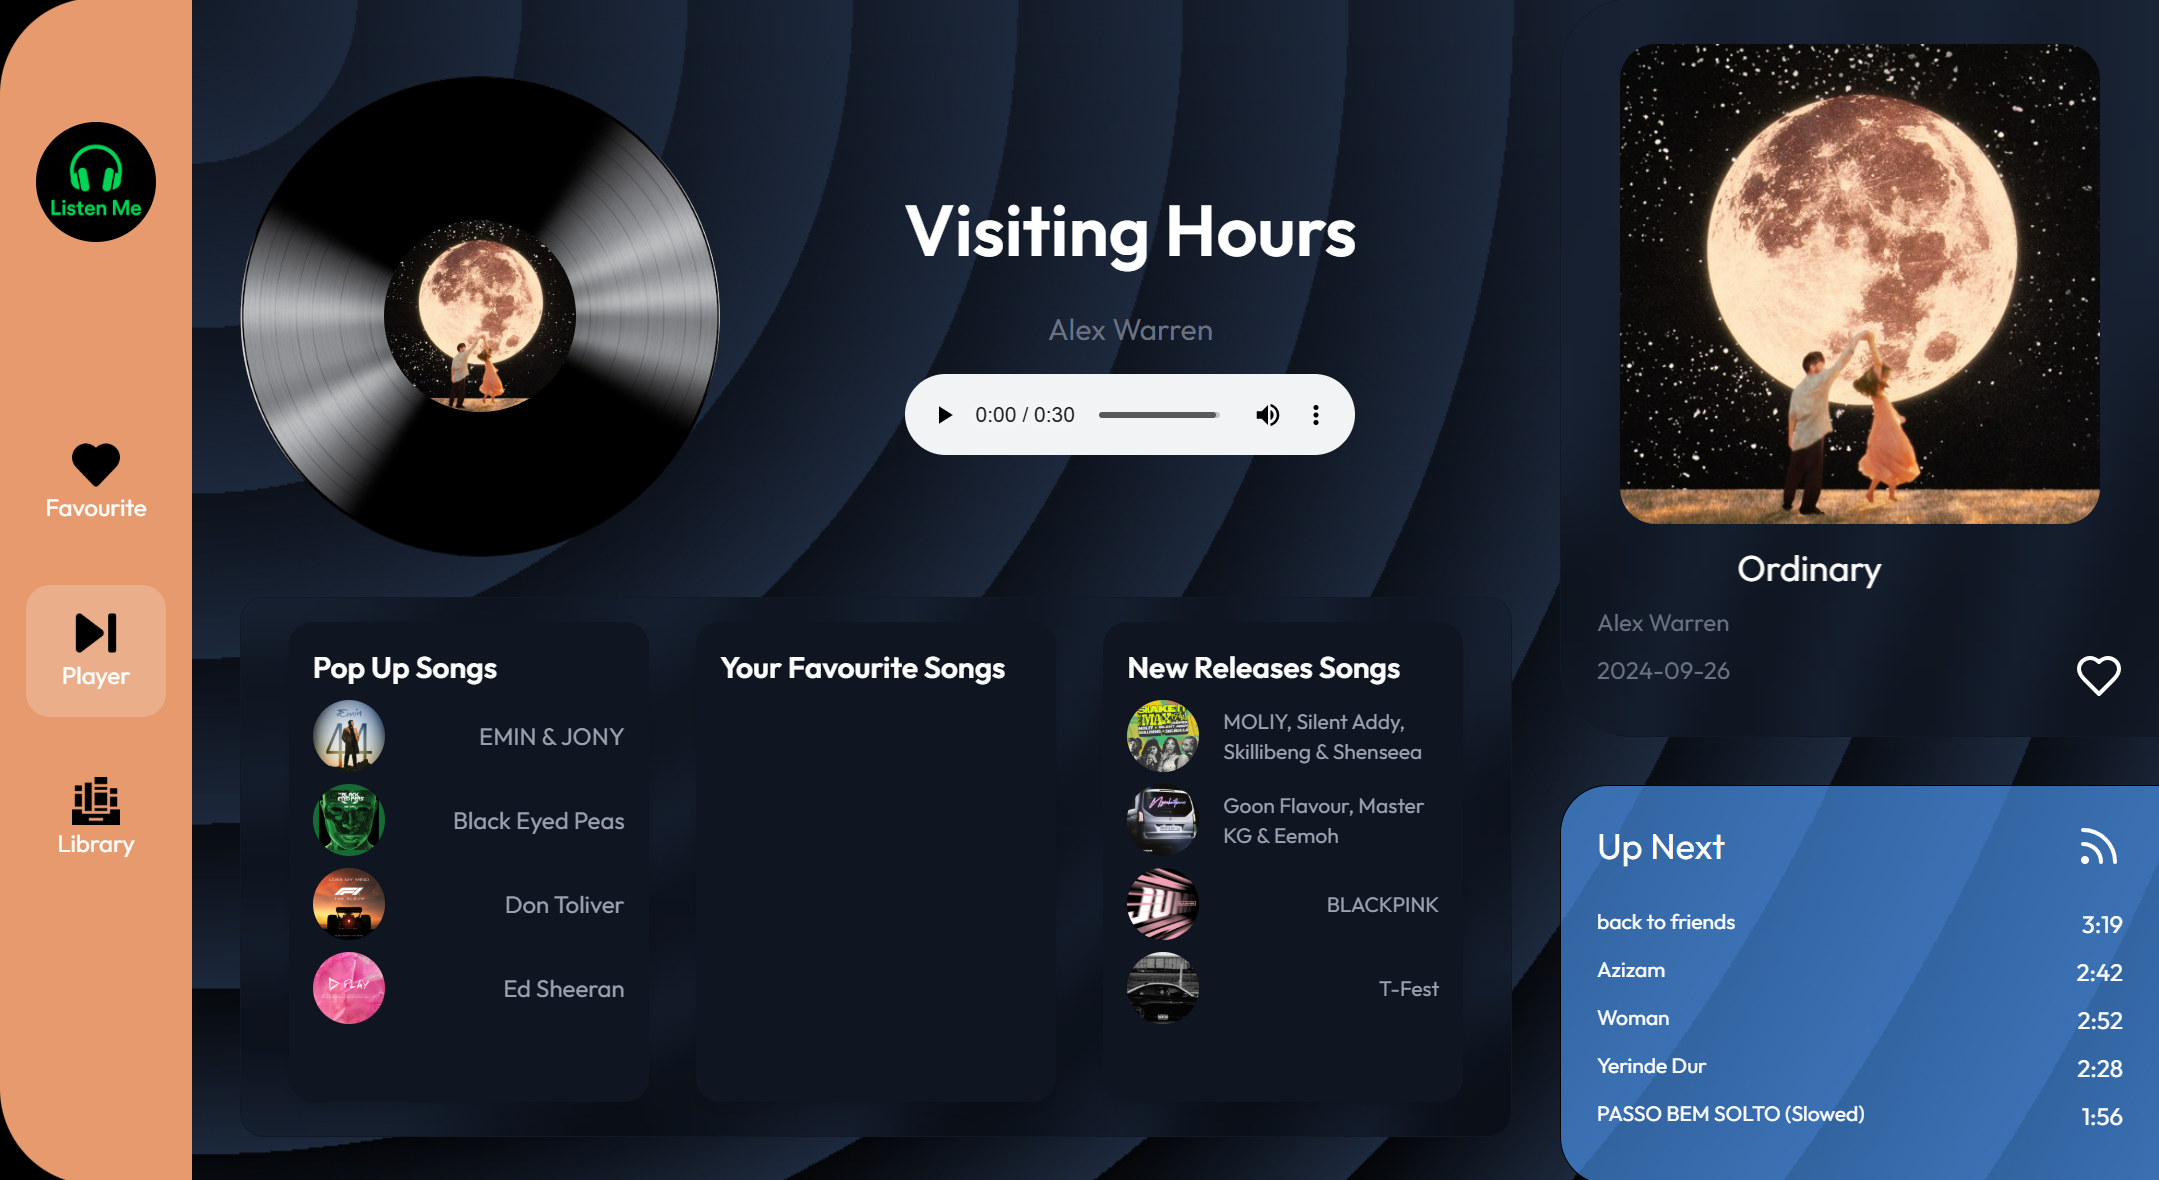 Listen Me
Favourite
Player
Library
Visiting Hours
Alex Warren
0:00 / 0:30
Pop Up Songs
EMIN & JONY
Black Eyed Peas
Don Toliver
Ed Sheeran
Your Favourite Songs
New Releases Songs
MOLIY, Silent Addy,
Skillibeng & Shenseea
Goon Flavour, Master
KG & Eemoh
BLACKPINK
T-Fest
Ordinary
Alex Warren
2024-09-26
Up Next
back to friends 3:19
Azizam 2:42
Woman 2:52
Yerinde Dur 2:28
PASSO BEM SOLTO (Slowed) 1:56